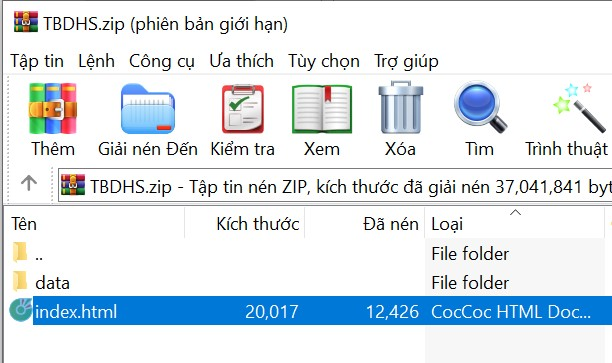 TBDHS.zip (phiên bản giới hạn)
Tập tin Lệnh Công cụ Ưa thích Tùy chọn Trợ giúp
Thêm Giải nén Đến Kiểm tra Xem Xóa Tìm Trình thuật
TBDHS.zip - Tập tin nén ZIP, kích thước đã giải nén 37,041,841 byt
Tên Kích thước Đã nén Loại
.. File folder
data File folder
index.html 20,017 12,426 CocCoc HTML Doc...